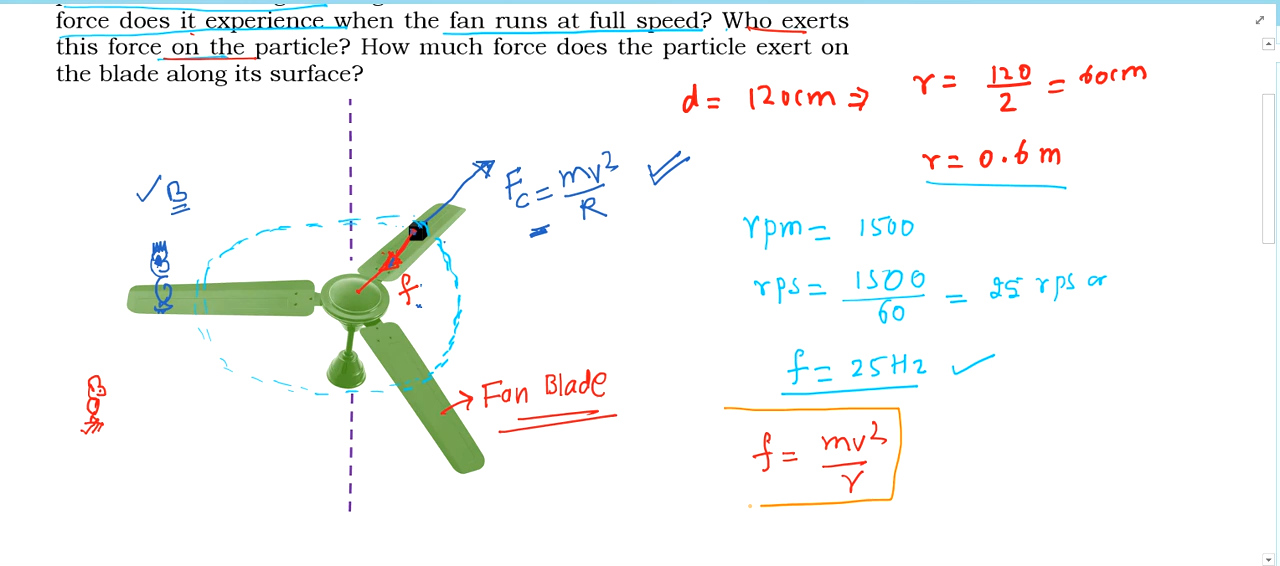 force does it experience when the fan runs at full speed? Who exerts
this force on the particle? How much force does the particle exert on
the blade along its surface?
d = 120cm ⇒ r = 120/2 = 60cm
r = 0.6 m
✓ B
F_c = mv²/R ✓
rpm = 1500
rps = 1500/60 = 25 rps or
f
f = 25Hz ✓
→ Fan Blade
f = mv²/r